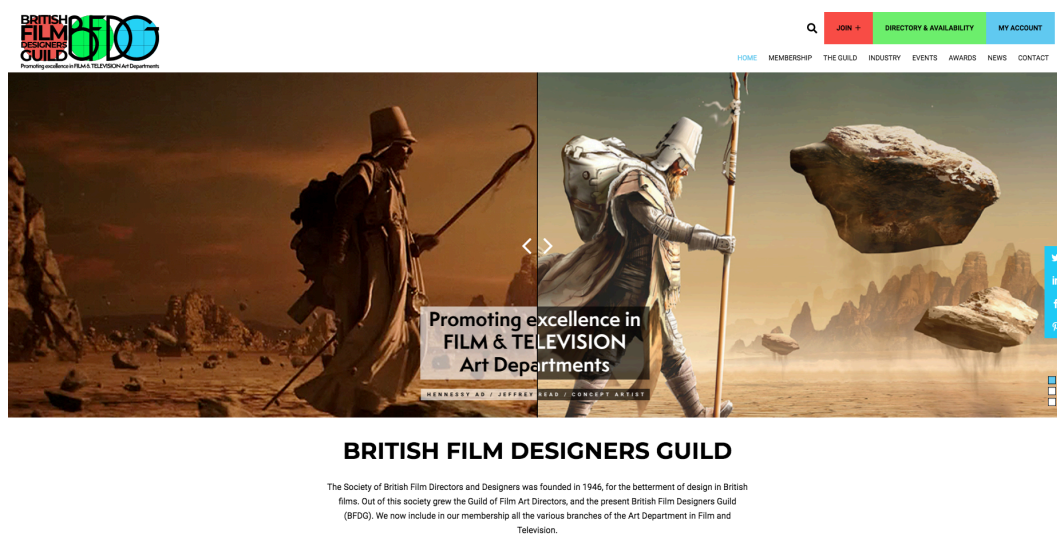 BRITISH
FILM
DESIGNERS
GUILD
BFDG
Promoting excellence in FILM & TELEVISION Art Departments
JOIN +
DIRECTORY & AVAILABILITY
MY ACCOUNT
HOME MEMBERSHIP THE GUILD INDUSTRY EVENTS AWARDS NEWS CONTACT
Promoting excellence in
FILM & TELEVISION
Art Departments
HENNESSY AD / JEFFREY READ / CONCEPT ARTIST
BRITISH FILM DESIGNERS GUILD
The Society of British Film Directors and Designers was founded in 1946, for the betterment of design in British
films. Out of this society grew the Guild of Film Art Directors, and the present British Film Designers Guild
(BFDG). We now include in our membership all the various branches of the Art Department in Film and
Television.